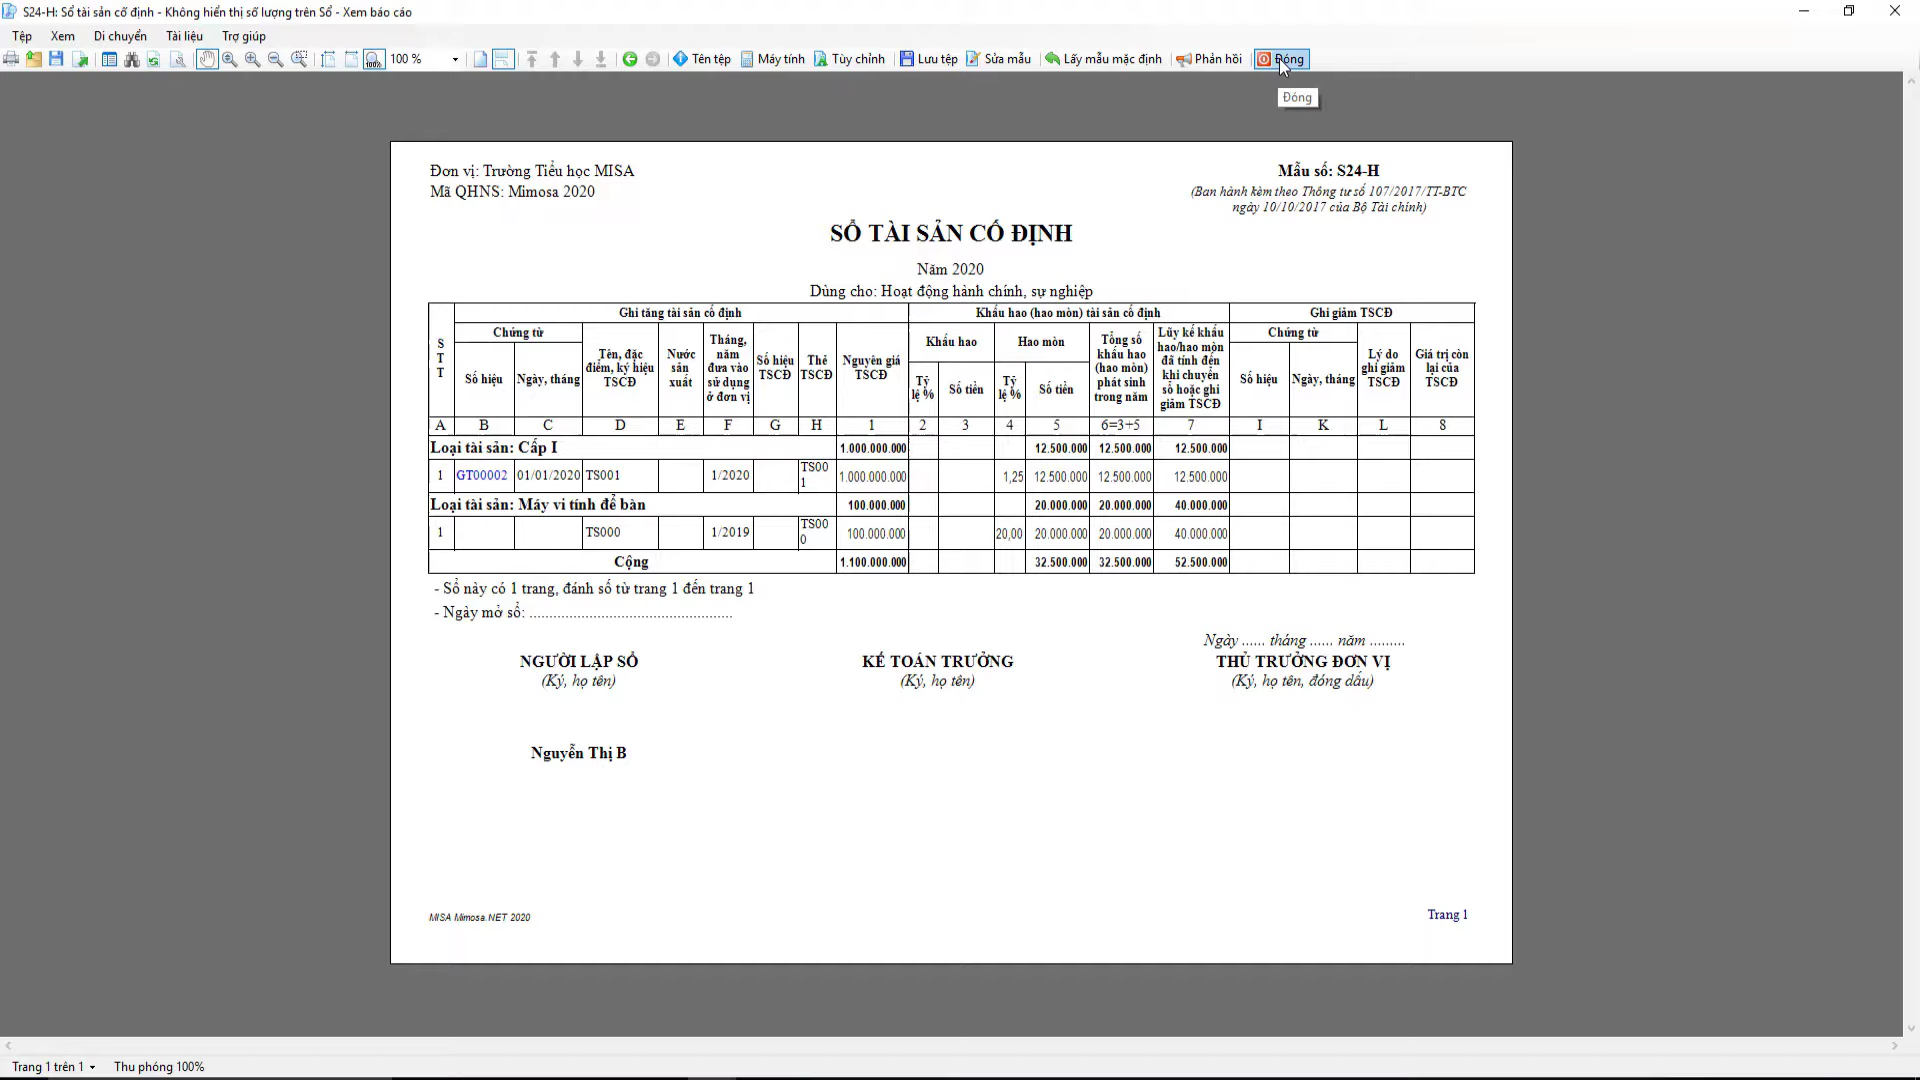 S24-H: Sổ tài sản cố định - Không hiển thị số lượng trên Sổ - Xem báo cáo
Tệp Xem Di chuyển Tài liệu Trợ giúp
100 % Tên tệp Máy tính Tùy chỉnh Lưu tệp Sửa mẫu Lấy mẫu mặc định Phản hồi Đóng
Đóng
Đơn vị: Trường Tiểu học MISA
Mã QHNS: Mimosa 2020
Mẫu số: S24-H
(Ban hành kèm theo Thông tư số 107/2017/TT-BTC
ngày 10/10/2017 của Bộ Tài chính)
SỔ TÀI SẢN CỐ ĐỊNH
Năm 2020
Dùng cho: Hoạt động hành chính, sự nghiệp
S
T
T
Ghi tăng tài sản cố định
Khấu hao (hao mòn) tài sản cố định
Ghi giảm TSCĐ
Chứng từ
Số hiệu
Ngày, tháng
Tên, đặc
điểm, ký hiệu
TSCĐ
Nước
sản
xuất
Tháng,
năm
đưa vào
sử dụng
ở đơn vị
Số hiệu
TSCĐ
Thẻ
TSCĐ
Nguyên giá
TSCĐ
Khấu hao
Tỷ
lệ %
Số tiền
Hao mòn
Tỷ
lệ %
Số tiền
Tổng số
khấu hao
(hao mòn)
phát sinh
trong năm
Lũy kế khấu
hao/hao mòn
đã tính đến
khi chuyển
sổ hoặc ghi
giảm TSCĐ
Chứng từ
Số hiệu
Ngày, tháng
Lý do
ghi giảm
TSCĐ
Giá trị còn
lại của
TSCĐ
A B C D E F G H 1 2 3 4 5 6=3+5 7 I K L 8
Loại tài sản: Cấp I 1.000.000.000 12.500.000 12.500.000 12.500.000
1 GT00002 01/01/2020 TS001 1/2020 TS00
1 1.000.000.000 1,25 12.500.000 12.500.000 12.500.000
Loại tài sản: Máy vi tính để bàn 100.000.000 20.000.000 20.000.000 40.000.000
1 TS000 1/2019 TS00
0 100.000.000 20,00 20.000.000 20.000.000 40.000.000
Cộng 1.100.000.000 32.500.000 32.500.000 52.500.000
- Sổ này có 1 trang, đánh số từ trang 1 đến trang 1
- Ngày mở sổ: ....................................................
Ngày ...... tháng ...... năm .........
NGƯỜI LẬP SỔ KẾ TOÁN TRƯỞNG THỦ TRƯỞNG ĐƠN VỊ
(Ký, họ tên) (Ký, họ tên) (Ký, họ tên, đóng dấu)
Nguyễn Thị B
MISA Mimosa.NET 2020 Trang 1
Trang 1 trên 1 Thu phóng 100%